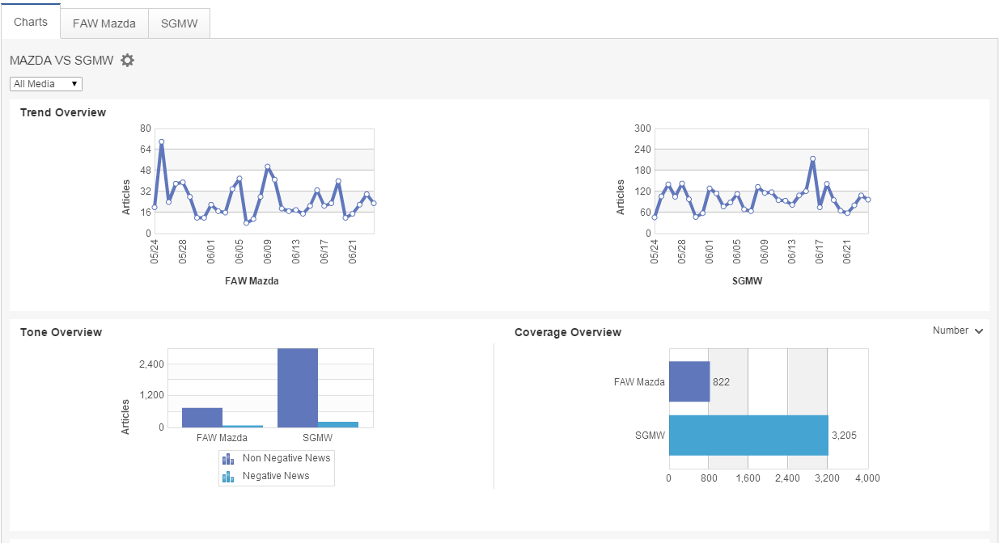 Charts FAW Mazda SGMW
MAZDA VS SGMW
All Media
Trend Overview
Articles
80
64
48
32
16
0
05/24 05/28 06/01 06/05 06/09 06/13 06/17 06/21
FAW Mazda
Articles
300
240
180
120
60
0
05/24 05/28 06/01 06/05 06/09 06/13 06/17 06/21
SGMW
Tone Overview
Articles
2,400
1,200
0
FAW Mazda SGMW
Non Negative News
Negative News
Coverage Overview
Number
FAW Mazda 822
SGMW 3,205
0 800 1,600 2,400 3,200 4,000